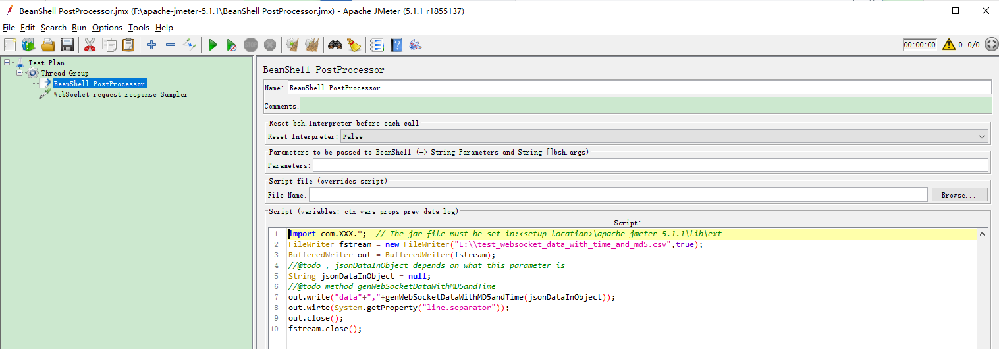 BeanShell PostProcessor.jmx (F:\apache-jmeter-5.1.1\BeanShell PostProcessor.jmx) - Apache JMeter (5.1.1 r1855137)
File Edit Search Run Options Tools Help
00:00:00 0 0/0
Test Plan
Thread Group
BeanShell PostProcessor
WebSocket request-response Sampler
BeanShell PostProcessor
Name: BeanShell PostProcessor
Comments:
Reset bsh.Interpreter before each call
Reset Interpreter: False
Parameters to be passed to BeanShell (=> String Parameters and String []bsh.args)
Parameters:
Script file (overrides script)
File Name: Browse...
Script (variables: ctx vars props prev data log)
Script:
1 import com.XXX.*;  // The jar file must be set in:<setup location>\apache-jmeter-5.1.1\lib\ext
2 FileWriter fstream = new FileWriter("E:\\test_websocket_data_with_time_and_md5.csv",true);
3 BufferedWriter out = BufferedWriter(fstream);
4 //@todo , jsonDataInObject depends on what this parameter is
5 String jsonDataInObject = null;
6 //@todo method genWebSocketDataWithMD5andTime
7 out.write("data"+","+genWebSocketDataWithMD5andTime(jsonDataInObject));
8 out.wirte(System.getProperty("line.separator"));
9 out.close();
10 fstream.close();